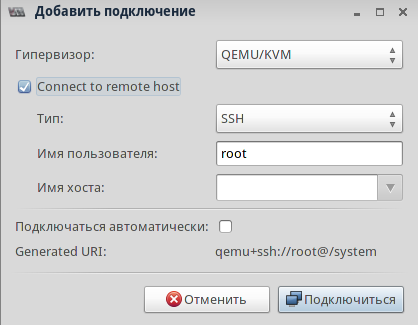 Добавить подключение
Гипервизор: QEMU/KVM
Connect to remote host
Тип: SSH
Имя пользователя: root
Имя хоста:
Подключаться автоматически:
Generated URI: qemu+ssh://root@/system
Отменить Подключиться